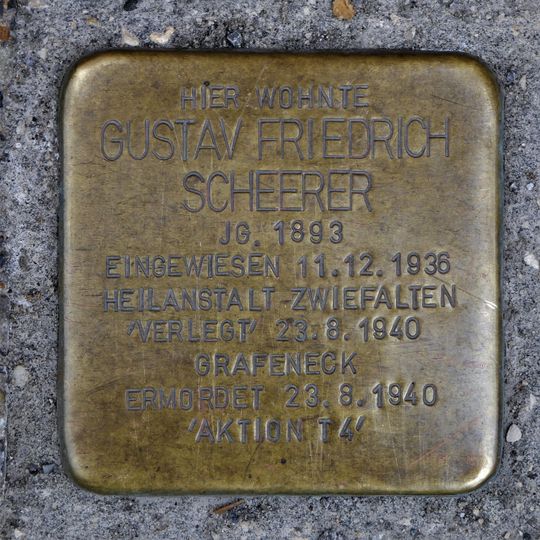 HIER WOHNTE
GUSTAV FRIEDRICH
SCHEERER
JG. 1893
EINGEWIESEN 11.12.1936
HEILANSTALT ZWIEFALTEN
'VERLEGT' 23.8.1940
GRAFENECK
ERMORDET 23.8.1940
'AKTION T4'